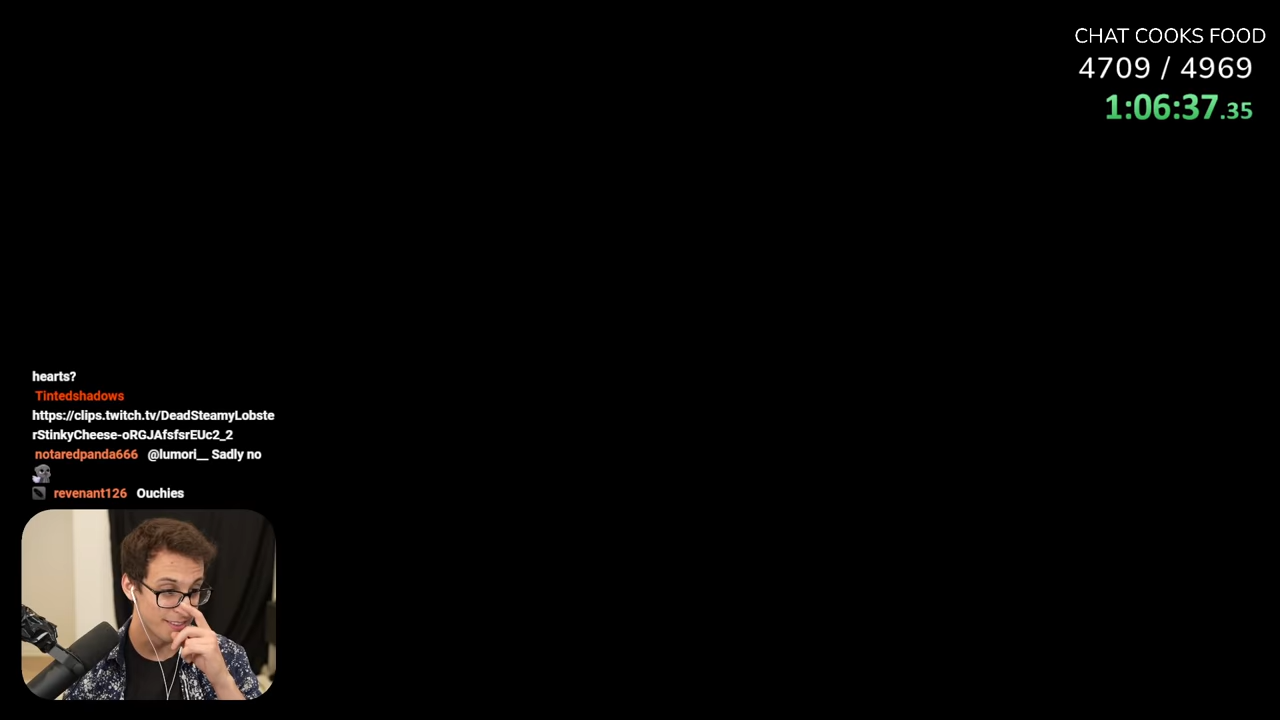 CHAT COOKS FOOD
4709 / 4969
1:06:37.35
hearts?
Tintedshadows
https://clips.twitch.tv/DeadSteamyLobste
rStinkyCheese-oRGJAfsfsrEUc2_2
notaredpanda666 @lumori__ Sadly no
revenant126 Ouchies